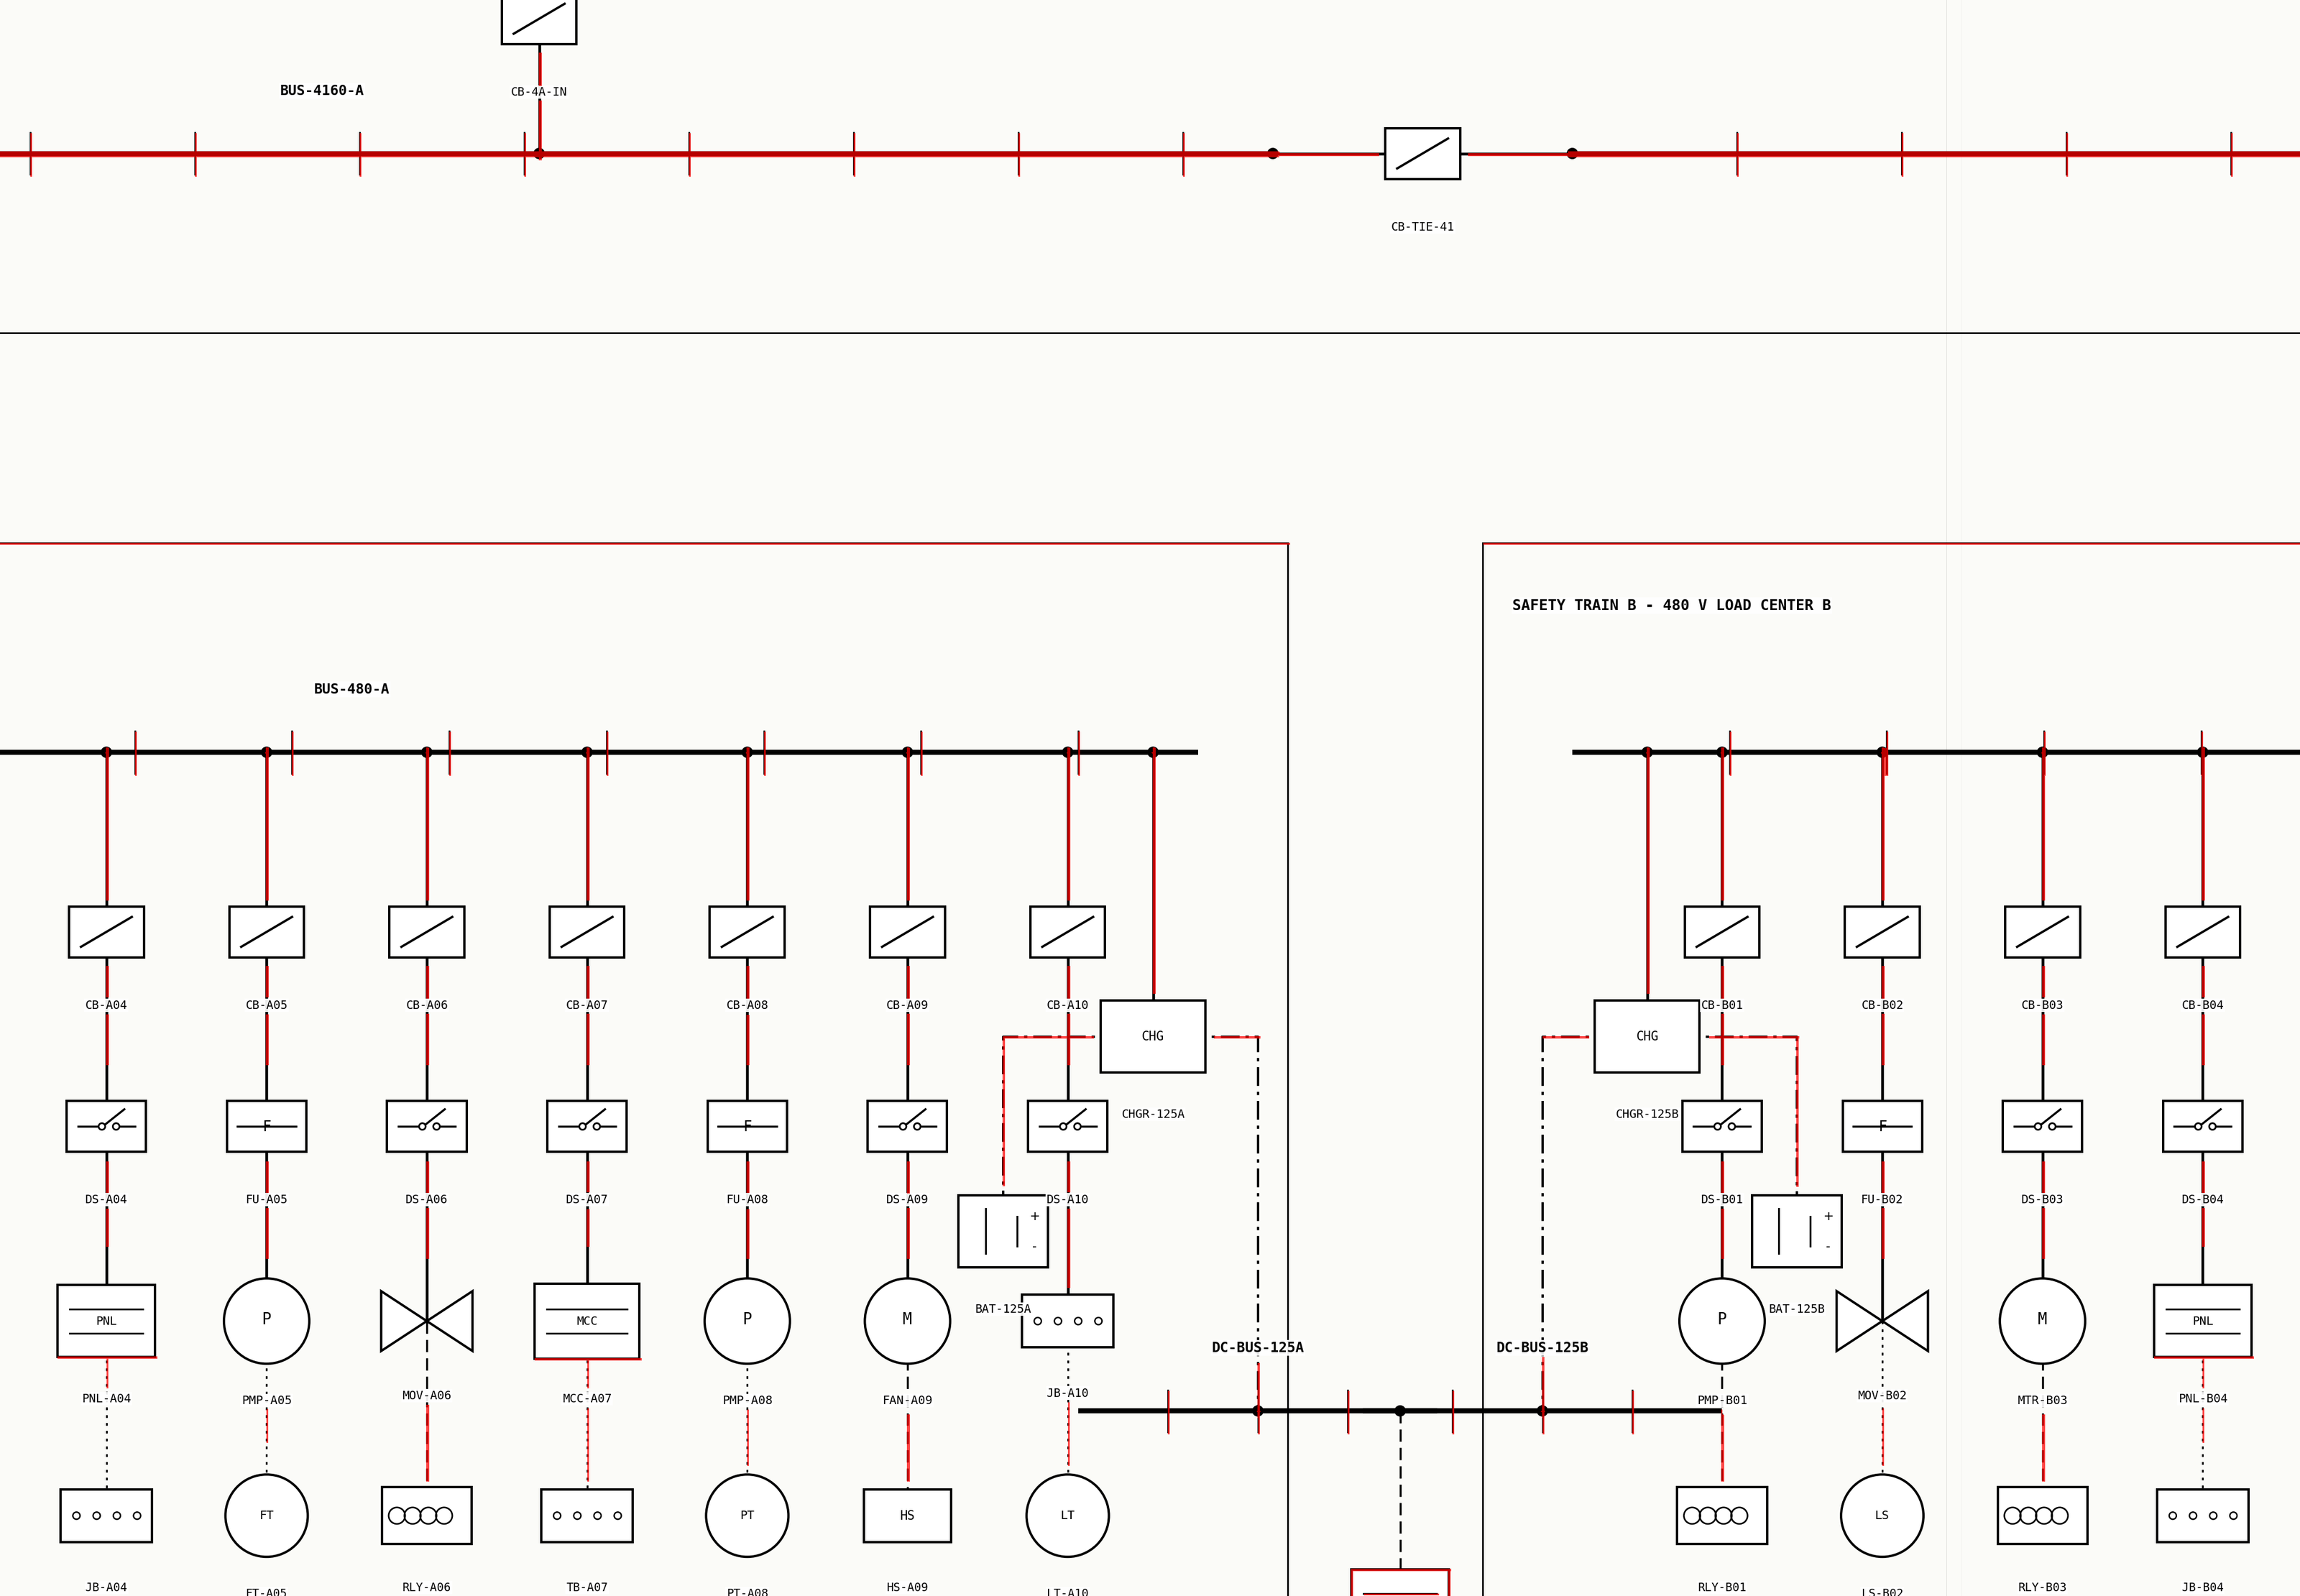 BUS-4160-A
CB-4A-IN
CB-TIE-41
SAFETY TRAIN B - 480 V LOAD CENTER B
BUS-480-A
CB-A04
CB-A05
CB-A06
CB-A07
CB-A08
CB-A09
CB-A10
CB-B01
CB-B02
CB-B03
CB-B04
CHG
CHG
CHGR-125A
CHGR-125B
F
F
F
DS-A04
FU-A05
DS-A06
DS-A07
FU-A08
DS-A09
DS-A10
DS-B01
FU-B02
DS-B03
DS-B04
+
-
+
-
BAT-125A
BAT-125B
PNL
P
MCC
P
M
P
M
PNL
DC-BUS-125A
DC-BUS-125B
PNL-A04
PMP-A05
MOV-A06
MCC-A07
PMP-A08
FAN-A09
JB-A10
PMP-B01
MOV-B02
MTR-B03
PNL-B04
FT
PT
HS
LT
LS
JB-A04
FT-A05
RLY-A06
TB-A07
PT-A08
HS-A09
LT-A10
RLY-B01
LS-B02
RLY-B03
JB-B04